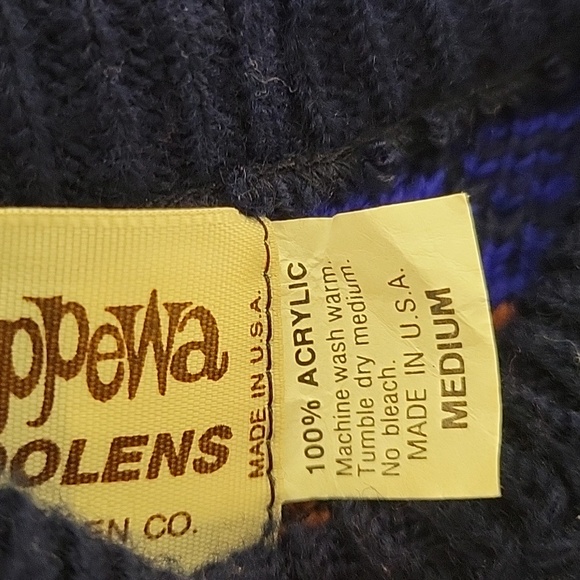 ppewa
OOLENS
EN CO.
MADE IN U.S.A.
100% ACRYLIC
Machine wash warm.
Tumble dry medium.
No bleach.
MADE IN U.S.A.
MEDIUM